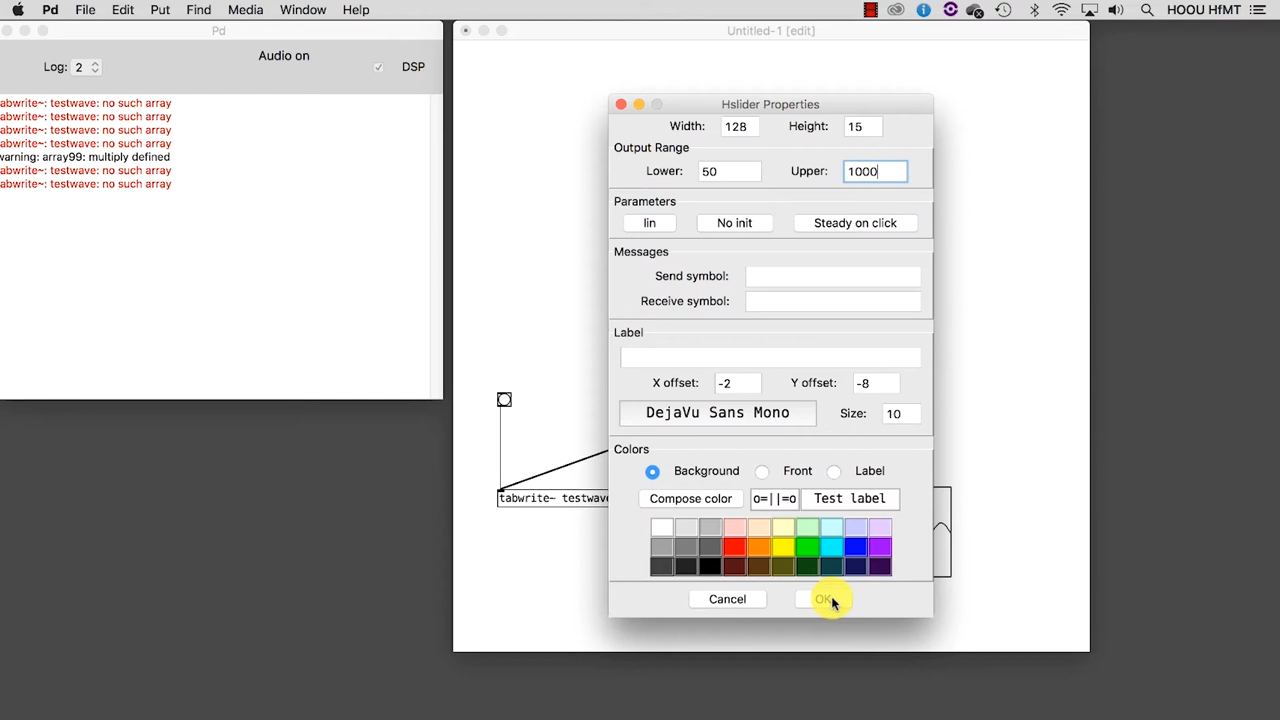 Pd File Edit Put Find Media Window Help HOOU HfMT
Pd
Untitled-1 [edit]
Audio on
Log: 2
DSP
abwrite~: testwave: no such array
abwrite~: testwave: no such array
abwrite~: testwave: no such array
abwrite~: testwave: no such array
warning: array99: multiply defined
abwrite~: testwave: no such array
abwrite~: testwave: no such array
Hslider Properties
Width: 128 Height: 15
Output Range
Lower: 50 Upper: 1000
Parameters
lin No init Steady on click
Messages
Send symbol:
Receive symbol:
Label
X offset: -2 Y offset: -8
DejaVu Sans Mono Size: 10
Colors
Background Front Label
Compose color o=||=o Test label
Cancel OK
tabwrite~ testwave